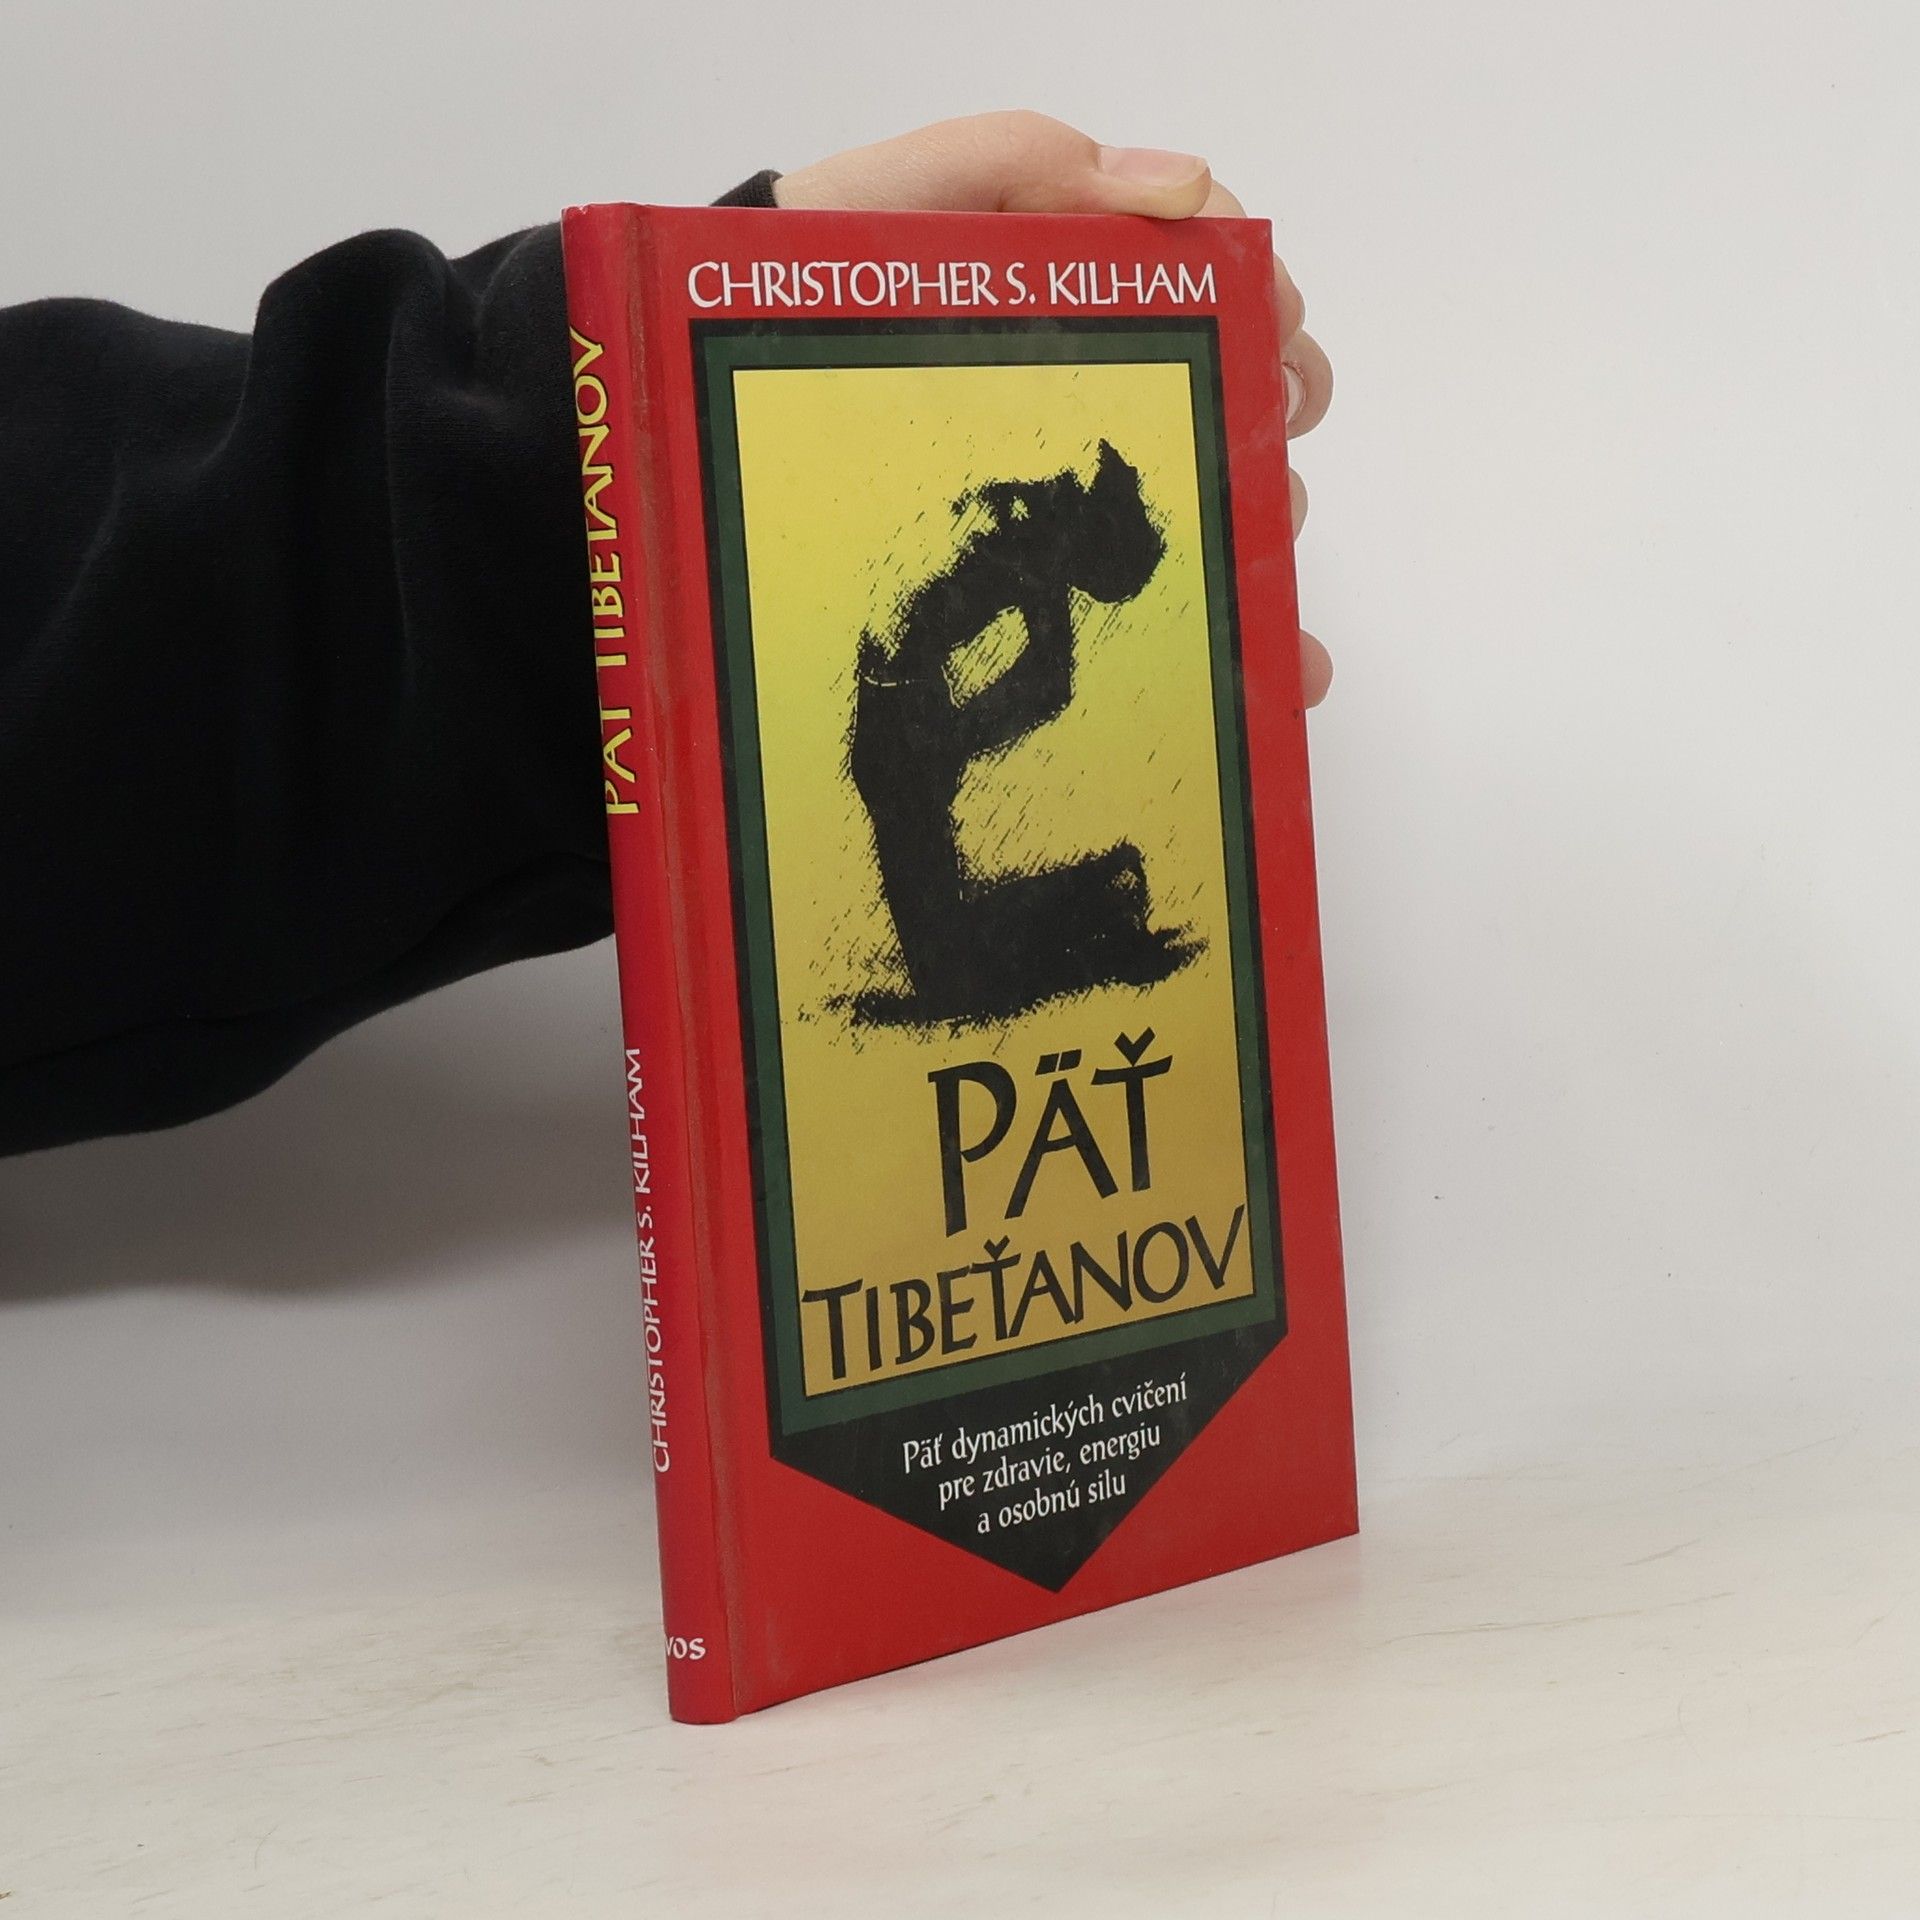 CHRISTOPHER S. KILHAM
PÄŤ
TIBEŤANOV
Päť dynamických cvičení
pre zdravie, energiu
a osobnú silu
PÄŤ TIBEŤANOV
CHRISTOPHER S. KILHAM